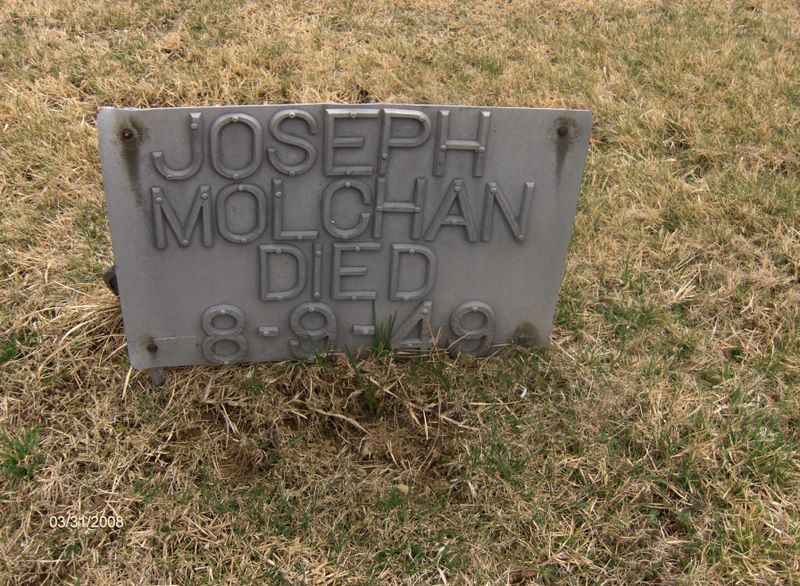 JOSEPH
MOLCHAN
DIED
8-9-49
03/31/2008